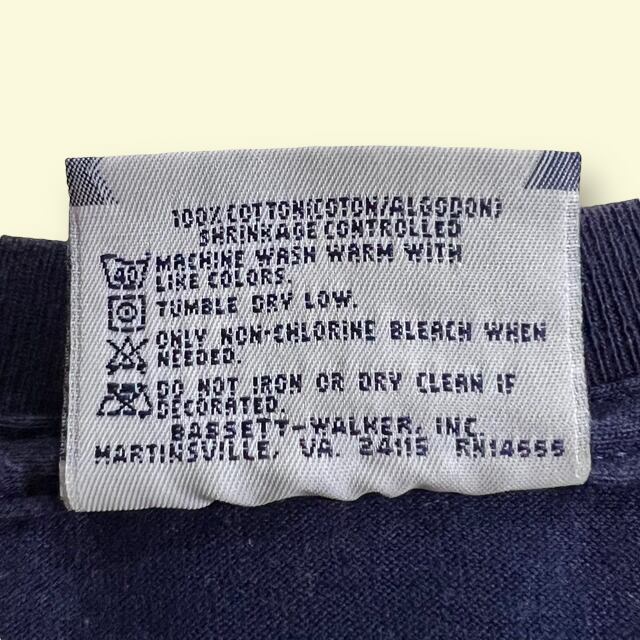 100% COTTON(COTON/ALGODON)
SHRINKAGE CONTROLLED
40
MACHINE WASH WARM WITH
LIKE COLORS.
TUMBLE DRY LOW.
ONLY NON-CHLORINE BLEACH WHEN
NEEDED.
DO NOT IRON OR DRY CLEAN IF
DECORATED.
BASSETT-WALKER, INC.
MARTINSVILLE, VA. 24115 RN14555